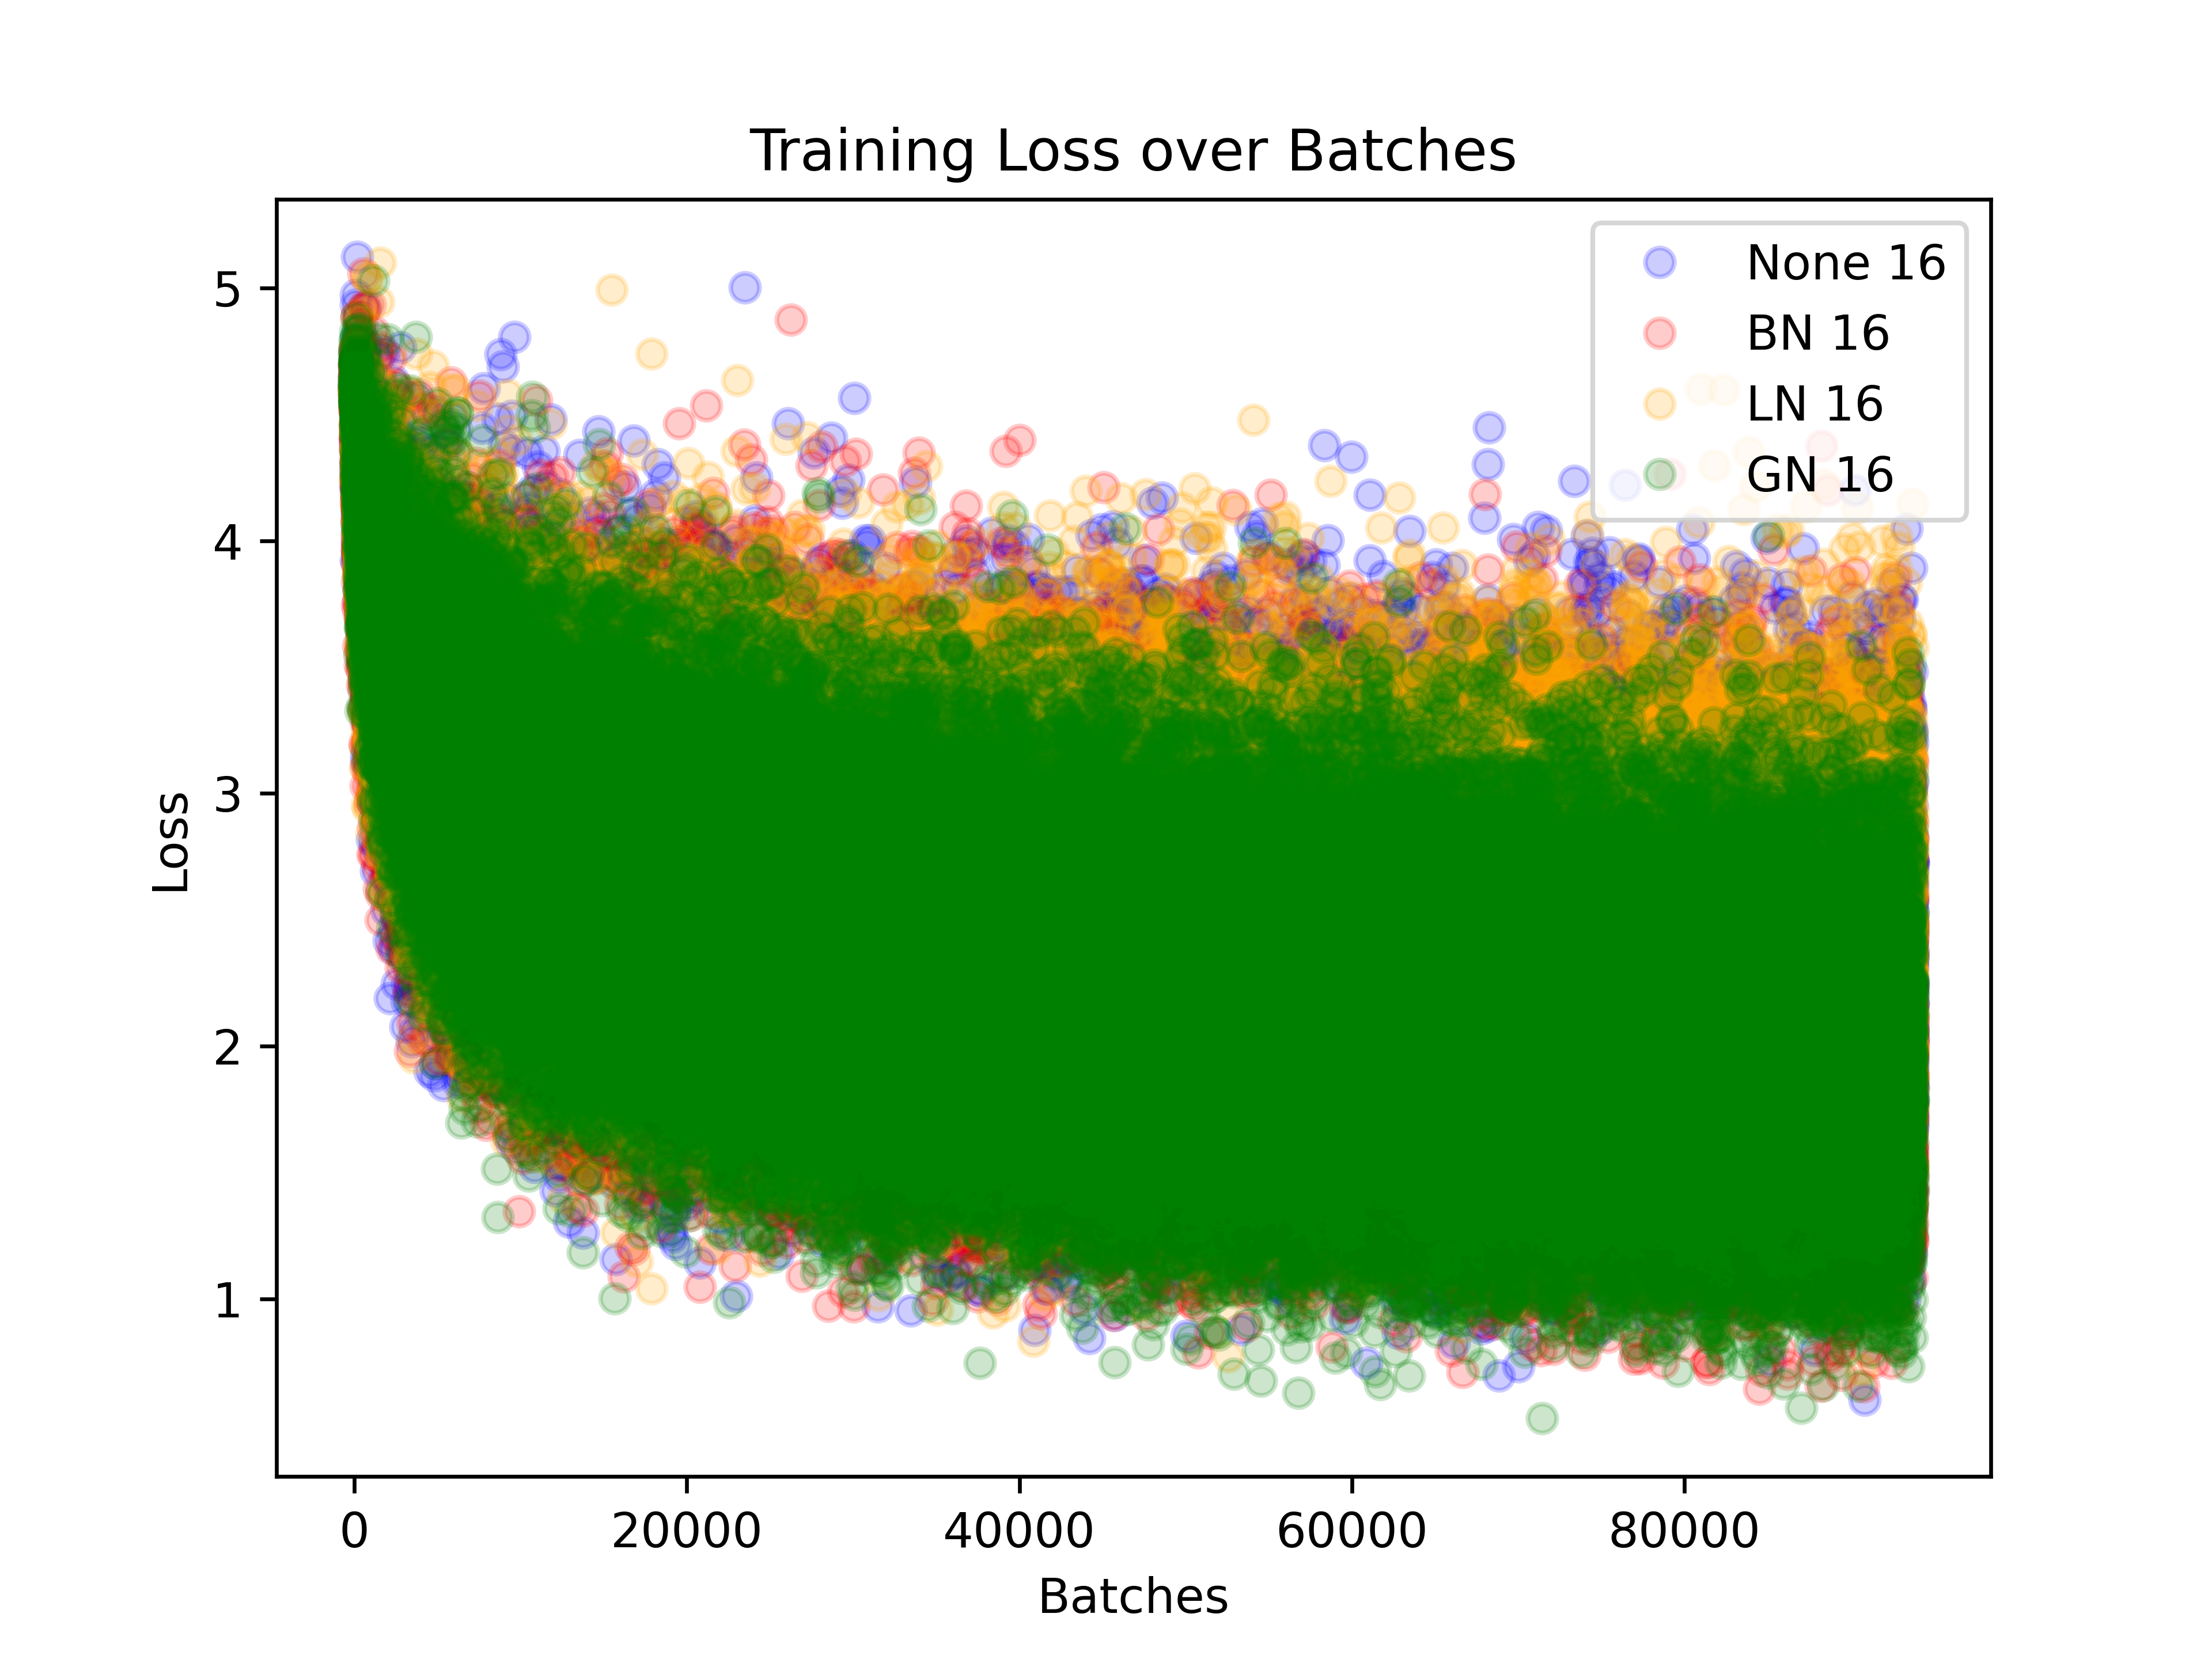 Training Loss over Batches
None 16
BN 16
LN 16
GN 16
5
4
3
2
1
Loss
0 20000 40000 60000 80000
Batches